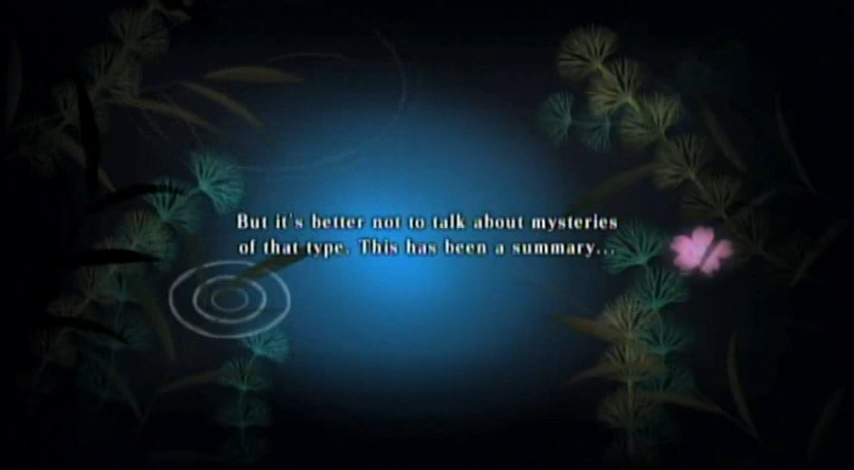 But it's better not to talk about mysteries
of that type. This has been a summary...